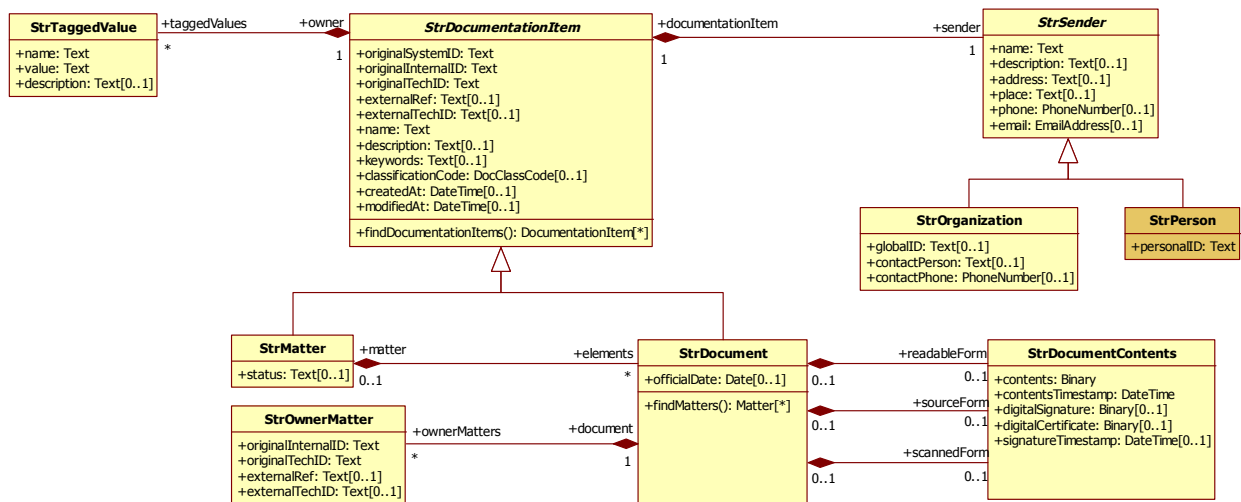 StrTaggedValue
+name: Text
+value: Text
+description: Text[0..1]
+taggedValues
*
+owner
1
StrDocumentationItem
+originalSystemID: Text
+originalInternalID: Text
+originalTechID: Text
+externalRef: Text[0..1]
+externalTechID: Text[0..1]
+name: Text
+description: Text[0..1]
+keywords: Text[0..1]
+classificationCode: DocClassCode[0..1]
+createdAt: DateTime[0..1]
+modifiedAt: DateTime[0..1]
+findDocumentationItems(): DocumentationItem[*]
+documentationItem
1
+sender
1
StrSender
+name: Text
+description: Text[0..1]
+address: Text[0..1]
+place: Text[0..1]
+phone: PhoneNumber[0..1]
+email: EmailAddress[0..1]
StrOrganization
+globalID: Text[0..1]
+contactPerson: Text[0..1]
+contactPhone: PhoneNumber[0..1]
StrPerson
+personalID: Text
StrMatter
+status: Text[0..1]
+matter
0..1
+elements
*
StrDocument
+officialDate: Date[0..1]
+findMatters(): Matter[*]
+readableForm
0..1
0..1
+sourceForm
0..1
0..1
+scannedForm
0..1
0..1
StrDocumentContents
+contents: Binary
+contentsTimestamp: DateTime
+digitalSignature: Binary[0..1]
+digitalCertificate: Binary[0..1]
+signatureTimestamp: DateTime[0..1]
StrOwnerMatter
+originalInternalID: Text
+originalTechID: Text
+externalRef: Text[0..1]
+externalTechID: Text[0..1]
+ownerMatters
*
+document
1